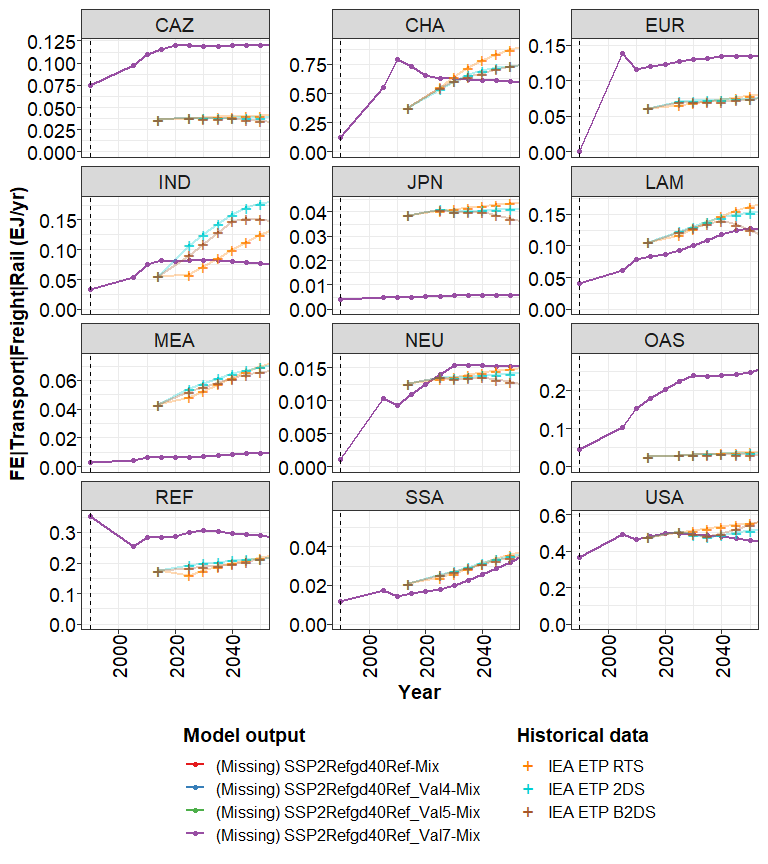 CAZ
CHA
EUR
0.125
0.100
0.075
0.050
0.025
0.000
0.75
0.50
0.25
0.00
0.15
0.10
0.05
0.00
IND
JPN
LAM
0.15
0.10
0.05
0.00
0.04
0.03
0.02
0.01
0.00
0.15
0.10
0.05
0.00
MEA
NEU
OAS
0.06
0.04
0.02
0.00
0.015
0.010
0.005
0.000
0.2
0.1
0.0
REF
SSA
USA
0.3
0.2
0.1
0.0
0.04
0.02
0.00
0.6
0.4
0.2
0.0
2000
2020
2040
2000
2020
2040
2000
2020
2040
FE|Transport|Freight|Rail (EJ/yr)
Year
Model output
(Missing) SSP2Refgd40Ref-Mix
(Missing) SSP2Refgd40Ref_Val4-Mix
(Missing) SSP2Refgd40Ref_Val5-Mix
(Missing) SSP2Refgd40Ref_Val7-Mix
Historical data
IEA ETP RTS
IEA ETP 2DS
IEA ETP B2DS